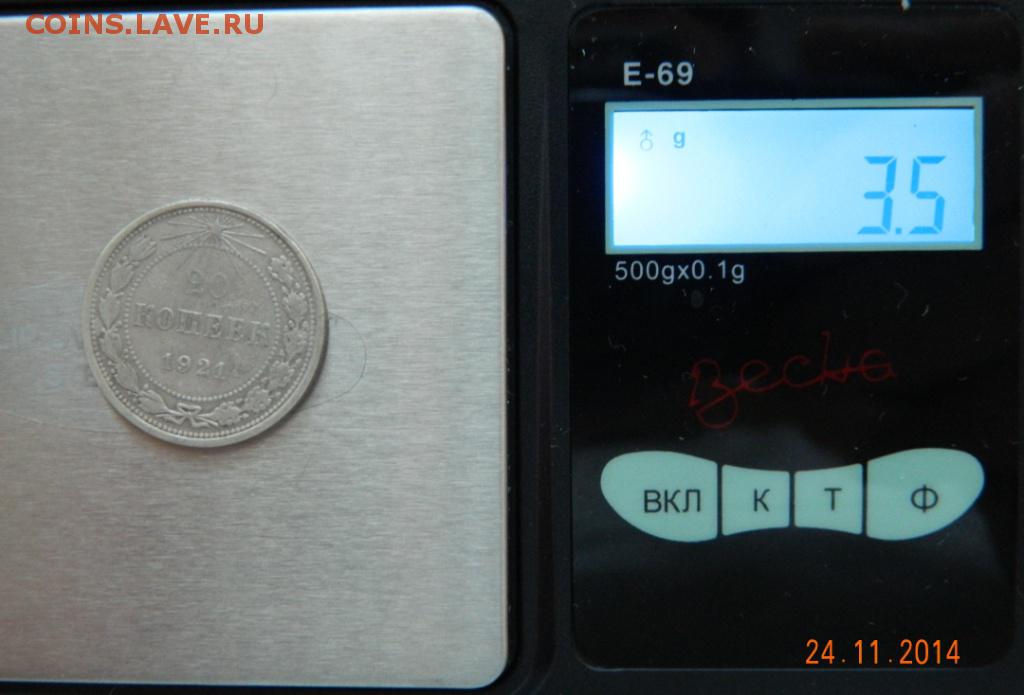 COINS.LAVE.RU
E-69
g
3.5
500gx0.1g
20
КОПЕЕК
1921
весна
ВКЛ К Т Ф
24.11.2014